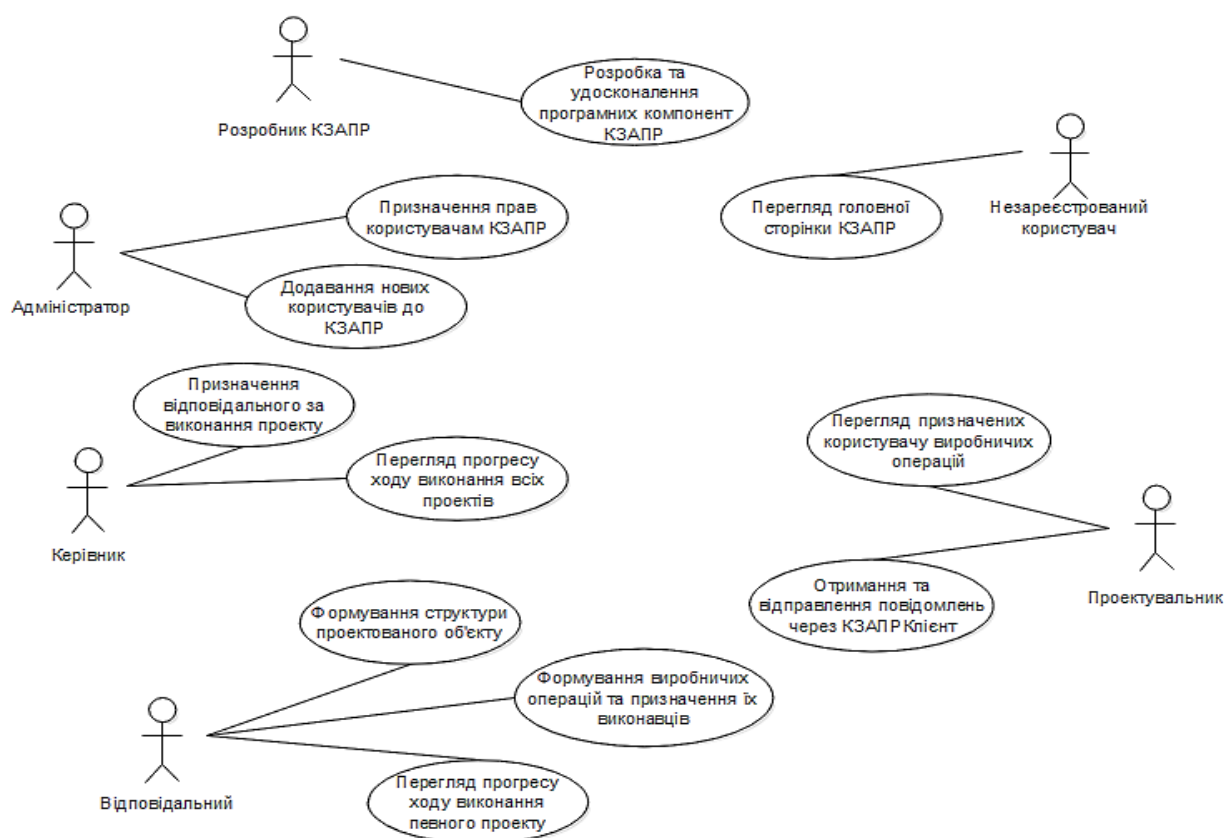 Розробник КЗАПР
Розробка та
удосконалення
програмних компонент
КЗАПР
Незареєстрований
користувач
Перегляд головної
сторінки КЗАПР
Адміністратор
Призначення прав
користувачам КЗАПР
Додавання нових
користувачів до
КЗАПР
Керівник
Призначення
відповідального за
виконання проекту
Перегляд прогресу
ходу виконання всіх
проектів
Перегляд призначених
користувачу виробничих
операцій
Проектувальник
Отримання та
відправлення повідомлень
через КЗАПР Клієнт
Відповідальний
Формування структури
проектованого об'єкту
Формування виробничих
операцій та призначення їх
виконавців
Перегляд прогресу
ходу виконання
певного проекту